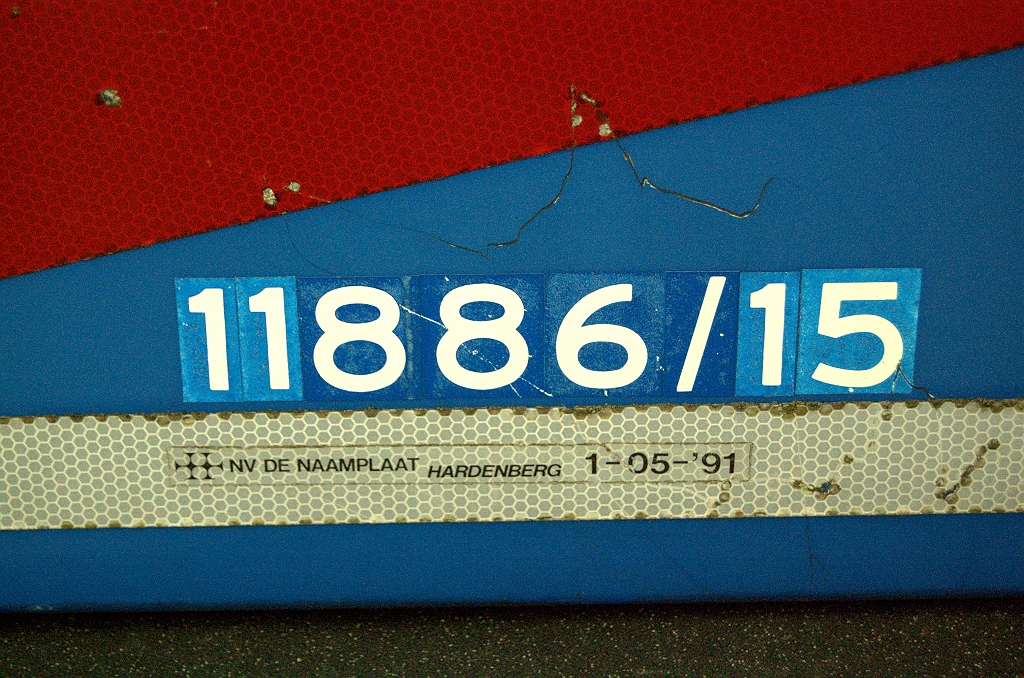 11886/15
NV DE NAAMPLAAT HARDENBERG 1-05-'91